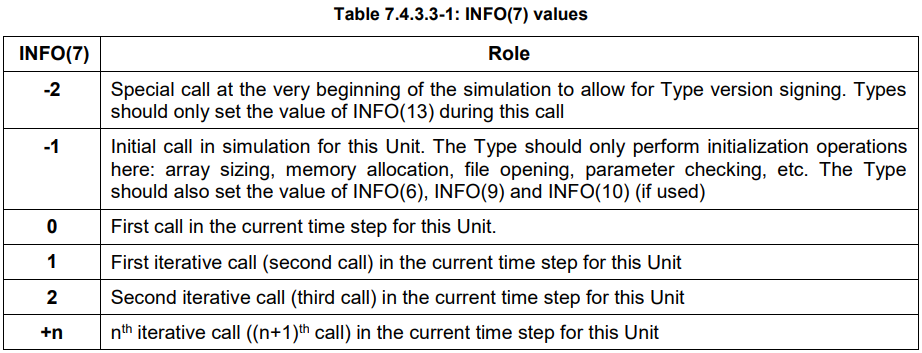 Table 7.4.3.3-1: INFO(7) values
INFO(7) Role
-2 Special call at the very beginning of the simulation to allow for Type version signing. Types
should only set the value of INFO(13) during this call
-1 Initial call in simulation for this Unit. The Type should only perform initialization operations
here: array sizing, memory allocation, file opening, parameter checking, etc. The Type
should also set the value of INFO(6), INFO(9) and INFO(10) (if used)
0 First call in the current time step for this Unit.
1 First iterative call (second call) in the current time step for this Unit
2 Second iterative call (third call) in the current time step for this Unit
+n nth iterative call ((n+1)th call) in the current time step for this Unit